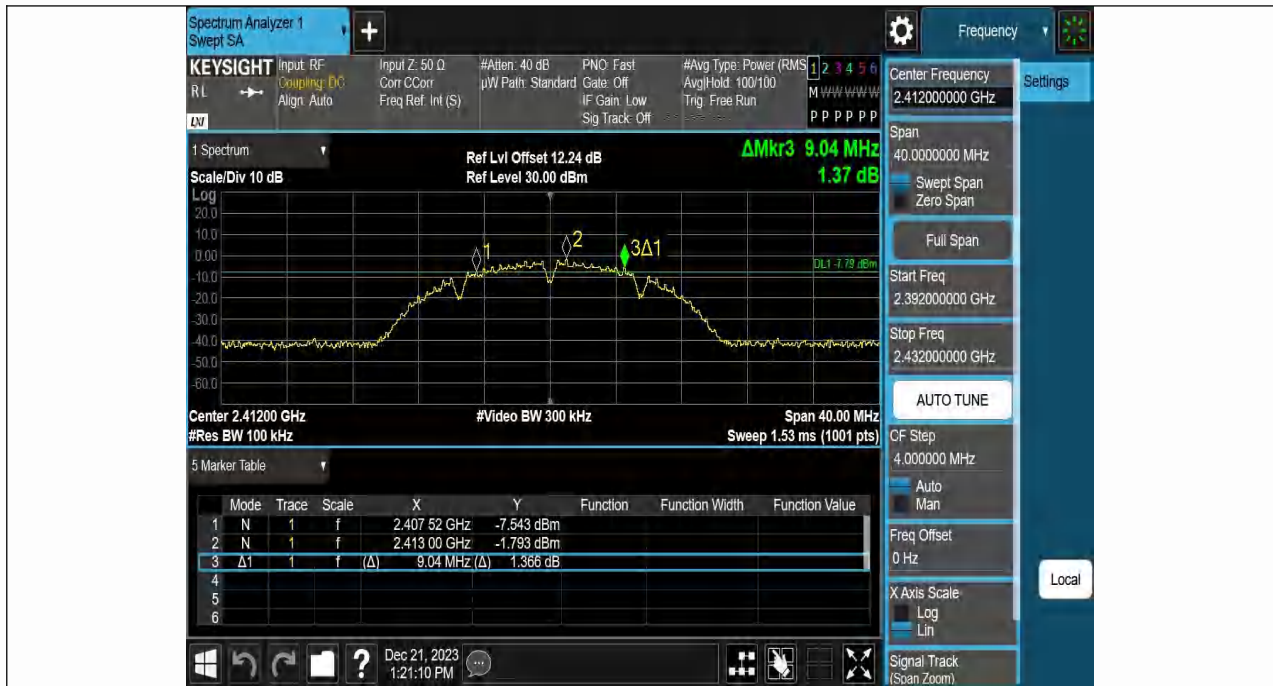 Spectrum Analyzer 1
Swept SA
+
Frequency
KEYSIGHT
RL
LXI
Input: RF
Coupling: DC
Align: Auto
Input Z: 50 Ω
Corr CCorr
Freq Ref: Int (S)
#Atten: 40 dB
µW Path: Standard
PNO: Fast
Gate: Off
IF Gain: Low
Sig Track: Off
#Avg Type: Power (RMS
Avg|Hold: 100/100
Trig: Free Run
1 2 3 4 5 6
M W W W W W
P P P P P P
1 Spectrum
Scale/Div 10 dB
Ref Lvl Offset 12.24 dB
Ref Level 30.00 dBm
ΔMkr3 9.04 MHz
1.37 dB
Log
20.0
10.0
0.00
-10.0
-20.0
-30.0
-40.0
-50.0
-60.0
1
2
3Δ1
DL1 -7.79 dBm
Center 2.41200 GHz
#Video BW 300 kHz
Span 40.00 MHz
#Res BW 100 kHz
Sweep 1.53 ms (1001 pts)
5 Marker Table
Mode Trace Scale X Y Function Function Width Function Value
1 N 1 f 2.407 52 GHz -7.543 dBm
2 N 1 f 2.413 00 GHz -1.793 dBm
3 Δ1 1 f (Δ) 9.04 MHz (Δ) 1.366 dB
4
5
6
?
Dec 21, 2023
1:21:10 PM
Center Frequency
2.412000000 GHz
Settings
Span
40.0000000 MHz
Swept Span
Zero Span
Full Span
Start Freq
2.392000000 GHz
Stop Freq
2.432000000 GHz
AUTO TUNE
CF Step
4.000000 MHz
Auto
Man
Freq Offset
0 Hz
Local
X Axis Scale
Log
Lin
Signal Track
(Span Zoom)